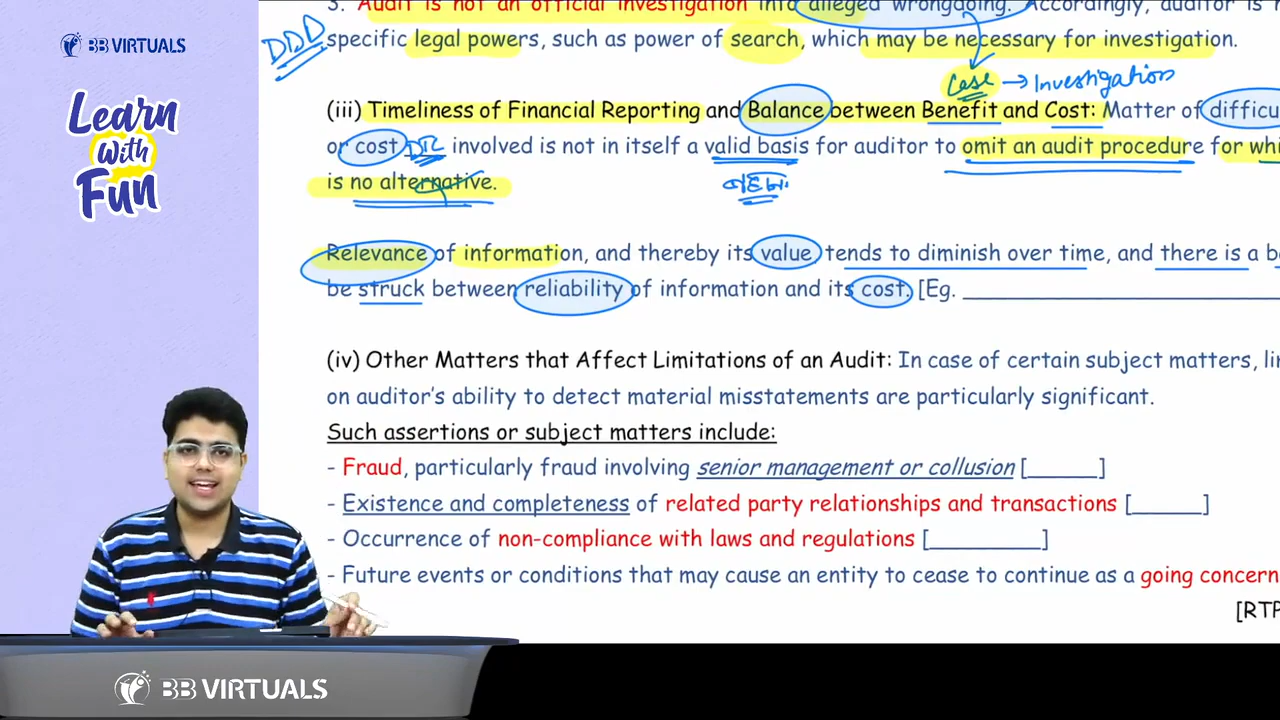 3. Audit is not an official investigation into alleged wrongdoing. Accordingly, auditor is n
BB VIRTUALS
DDD
specific legal powers, such as power of search, which may be necessary for investigation.
Case → Investigation
Learn
With
Fun
(iii) Timeliness of Financial Reporting and Balance between Benefit and Cost: Matter of difficu
or cost involved is not in itself a valid basis for auditor to omit an audit procedure for whi
is no alternative.
Relevance of information, and thereby its value, tends to diminish over time, and there is a b
be struck between reliability of information and its cost. [Eg. ____
(iv) Other Matters that Affect Limitations of an Audit: In case of certain subject matters, li
on auditor's ability to detect material misstatements are particularly significant.
Such assertions or subject matters include:
- Fraud, particularly fraud involving senior management or collusion [______]
- Existence and completeness of related party relationships and transactions [______]
- Occurrence of non-compliance with laws and regulations [__________]
- Future events or conditions that may cause an entity to cease to continue as a going concern
[RTP
BB VIRTUALS